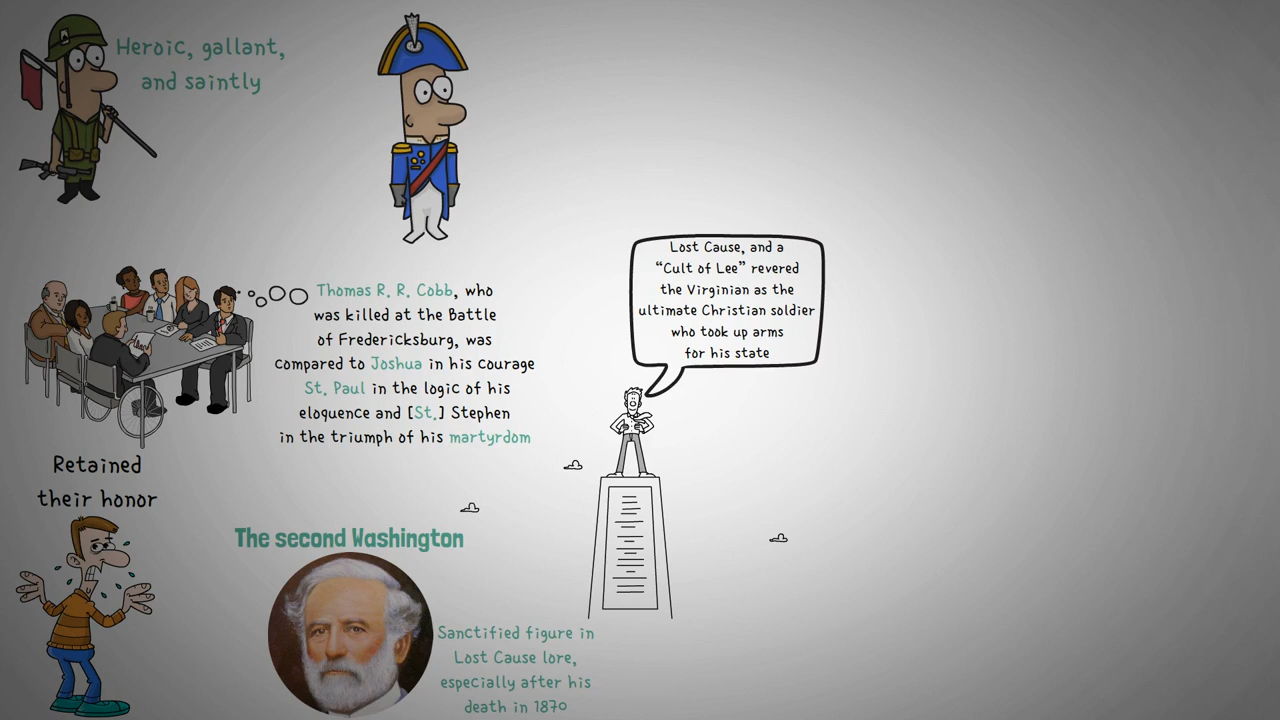 Heroic, gallant,
and saintly
Lost Cause, and a
“Cult of Lee” revered
the Virginian as the
ultimate Christian soldier
who took up arms
for his state
Thomas R. R. Cobb, who
was killed at the Battle
of Fredericksburg, was
compared to Joshua in his courage
St. Paul in the logic of his
eloquence and [St.] Stephen
in the triumph of his martyrdom
Retained
their honor
The second Washington
Sanctified figure in
Lost Cause lore,
especially after his
death in 1870